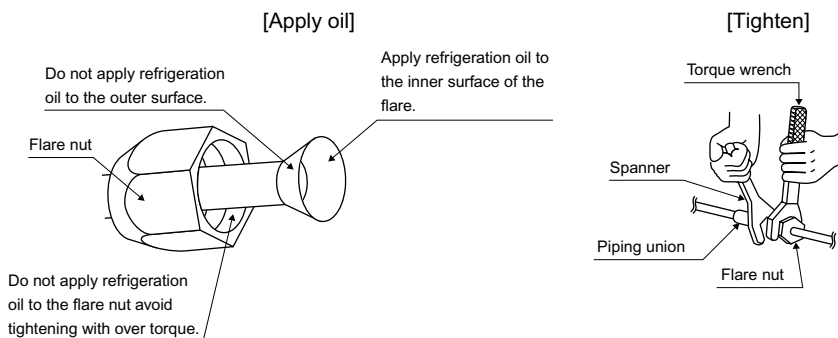 [Apply oil]
Do not apply refrigeration
oil to the outer surface.
Apply refrigeration oil to
the inner surface of the
flare.
Flare nut
Do not apply refrigeration
oil to the flare nut avoid
tightening with over torque.
[Tighten]
Torque wrench
Spanner
Piping union
Flare nut